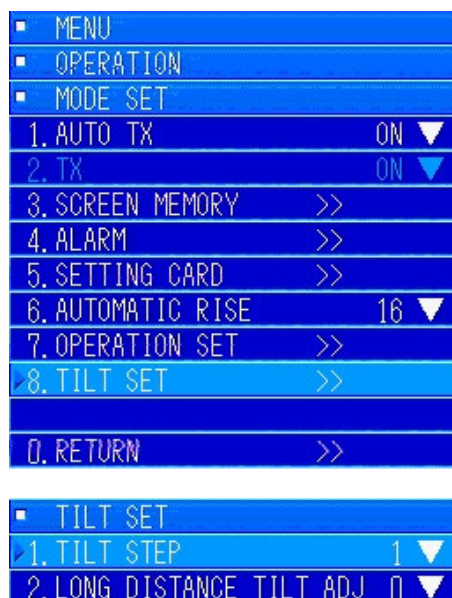 MENU
OPERATION
MODE SET
1. AUTO TX ON
2. TX ON
3. SCREEN MEMORY >>
4. ALARM >>
5. SETTING CARD >>
6. AUTOMATIC RISE 16
7. OPERATION SET >>
8. TILT SET >>
0. RETURN >>
TILT SET
1. TILT STEP 1
2. LONG DISTANCE TILT ADJ 0